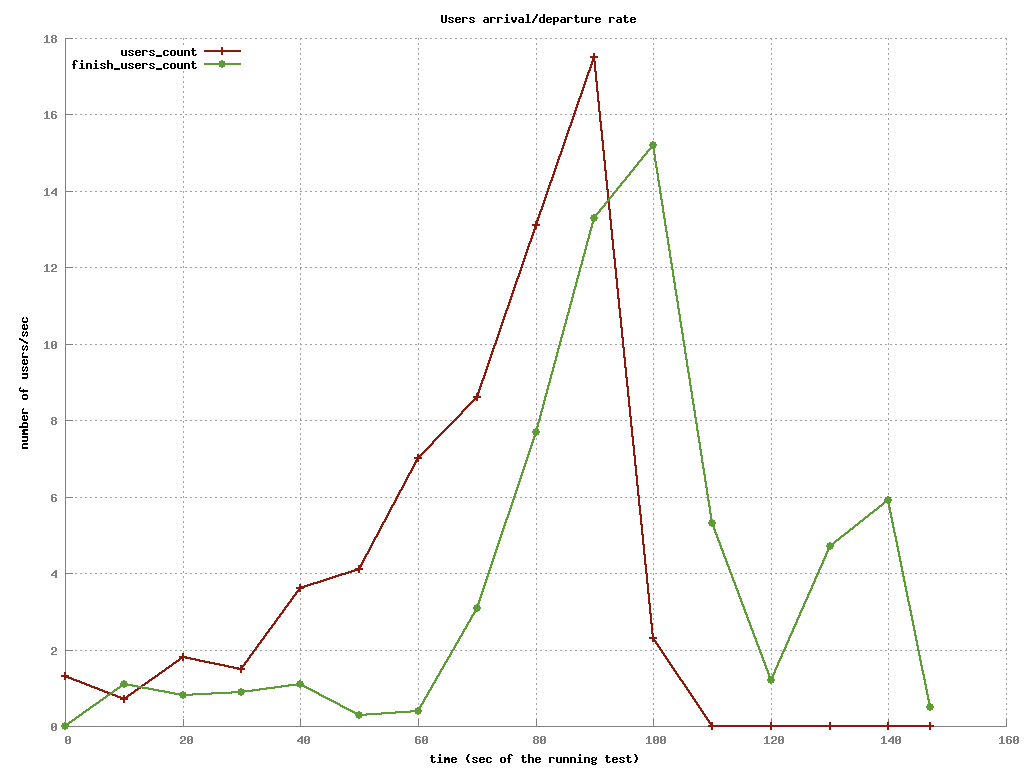 Users arrival/departure rate
users_count
finish_users_count
18
16
14
12
10
8
6
4
2
0
number of users/sec
0 20 40 60 80 100 120 140 160
time (sec of the running test)